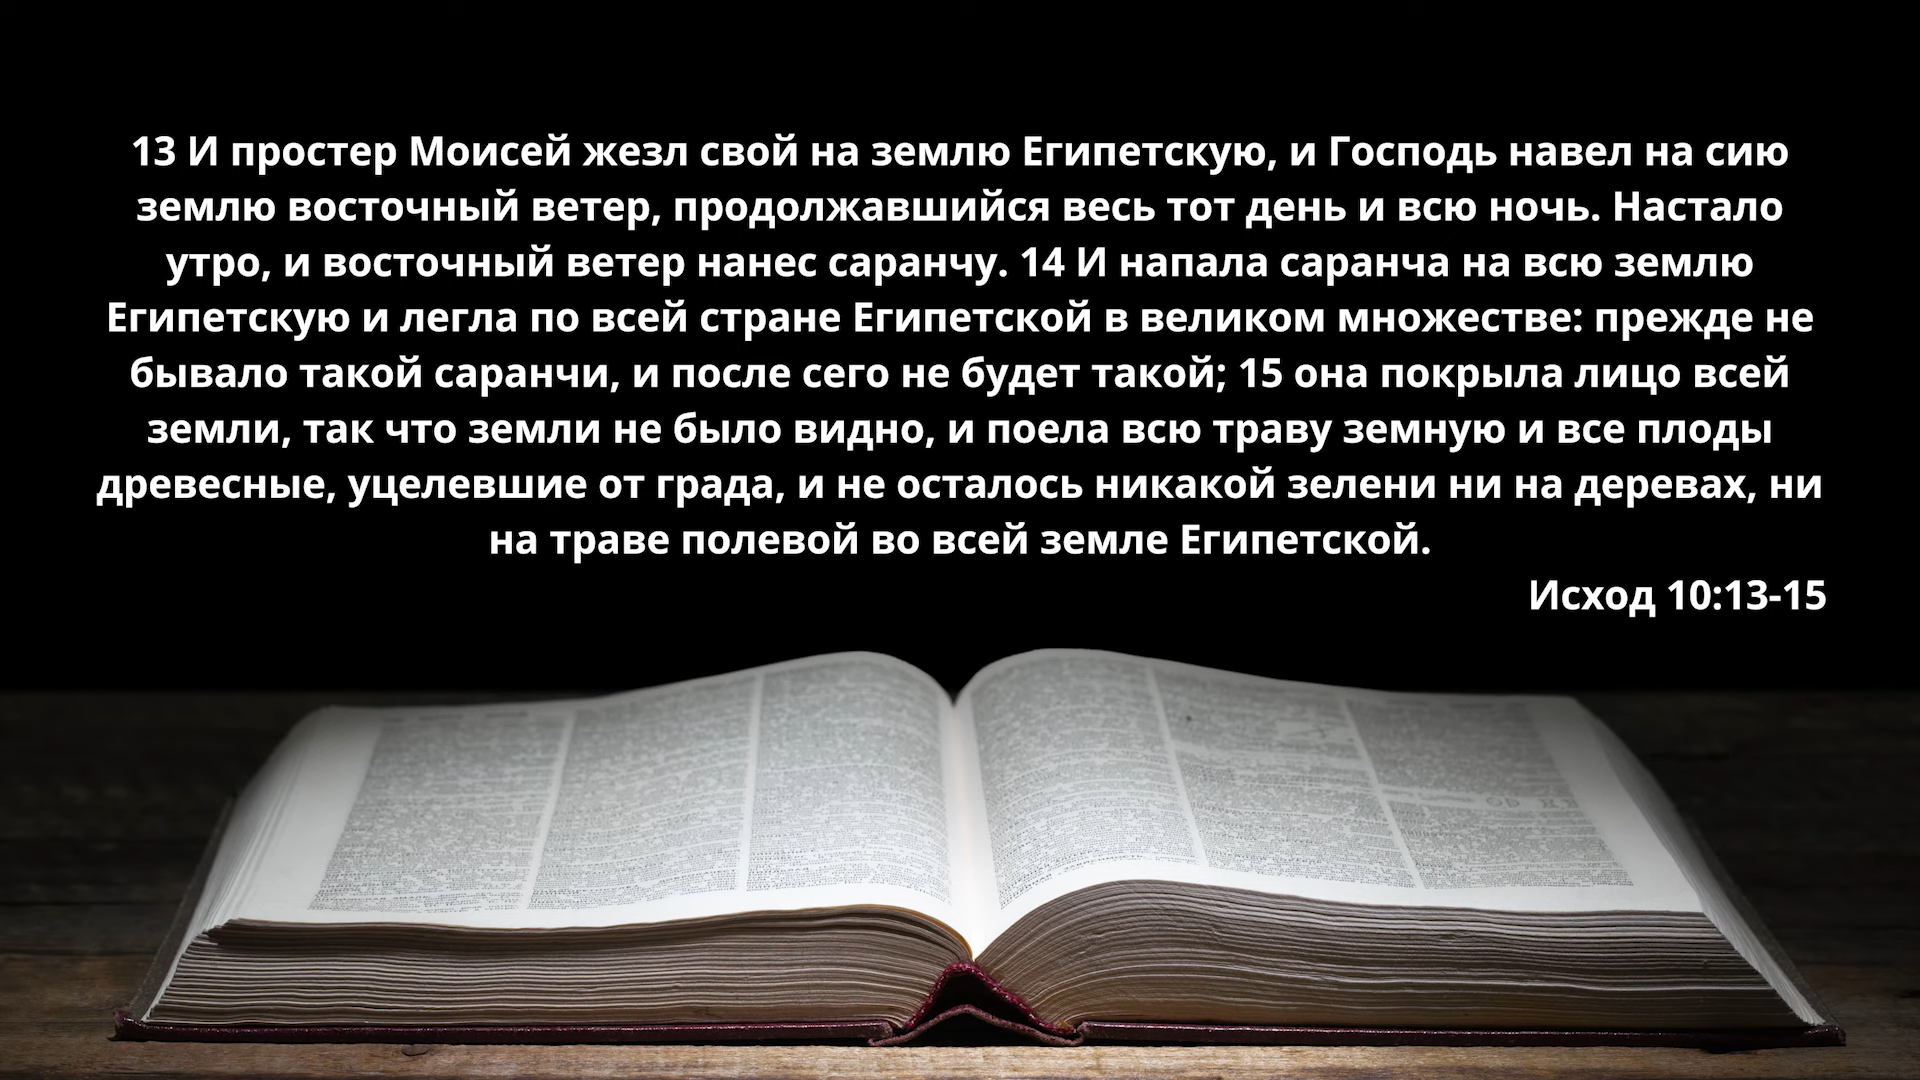 13 И простер Моисей жезл свой на землю Египетскую, и Господь навел на сию
землю восточный ветер, продолжавшийся весь тот день и всю ночь. Настало
утро, и восточный ветер нанес саранчу. 14 И напала саранча на всю землю
Египетскую и легла по всей стране Египетской в великом множестве: прежде не
бывало такой саранчи, и после сего не будет такой; 15 она покрыла лицо всей
земли, так что земли не было видно, и поела всю траву земную и все плоды
древесные, уцелевшие от града, и не осталось никакой зелени ни на деревах, ни
на траве полевой во всей земле Египетской.
Исход 10:13-15